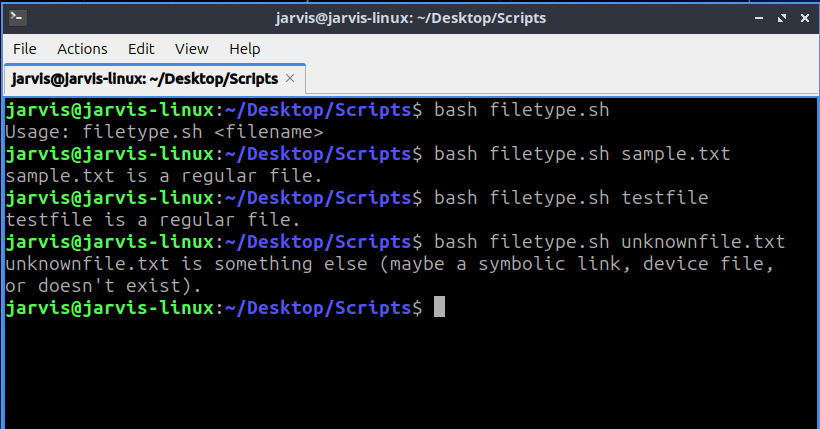 jarvis@jarvis-linux: ~/Desktop/Scripts
File Actions Edit View Help
jarvis@jarvis-linux: ~/Desktop/Scripts
jarvis@jarvis-linux:~/Desktop/Scripts$ bash filetype.sh
Usage: filetype.sh <filename>
jarvis@jarvis-linux:~/Desktop/Scripts$ bash filetype.sh sample.txt
sample.txt is a regular file.
jarvis@jarvis-linux:~/Desktop/Scripts$ bash filetype.sh testfile
testfile is a regular file.
jarvis@jarvis-linux:~/Desktop/Scripts$ bash filetype.sh unknownfile.txt
unknownfile.txt is something else (maybe a symbolic link, device file,
or doesn't exist).
jarvis@jarvis-linux:~/Desktop/Scripts$